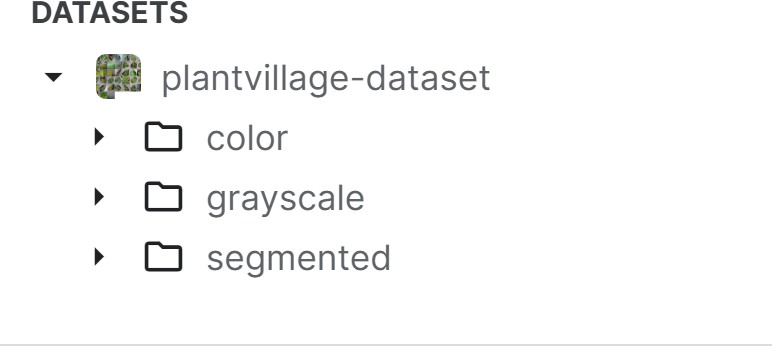 DATASETS
plantvillage-dataset
color
grayscale
segmented